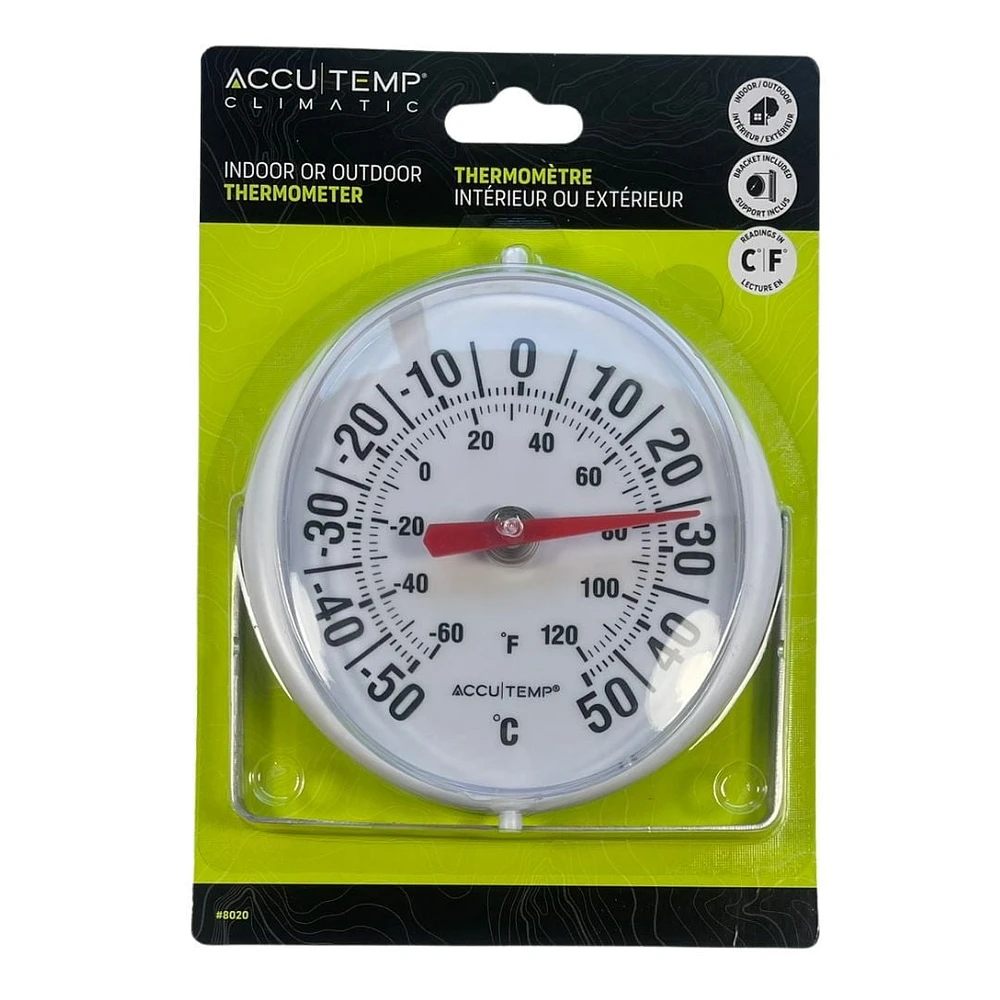 ACCU|TEMP®
CLIMATIC
INDOOR OR OUTDOOR
THERMOMETER
THERMOMÈTRE
INTÉRIEUR OU EXTÉRIEUR
INDOOR / OUTDOOR
INTÉRIEUR / EXTÉRIEUR
BRACKET INCLUDED
SUPPORT INCLUS
READINGS IN
C°|F°
LECTURE EN
-50
-40
-30
-20
-10
0
10
20
30
40
50
-60
-40
-20
0
20
40
60
80
100
120
°F
ACCU|TEMP®
°C
#8020